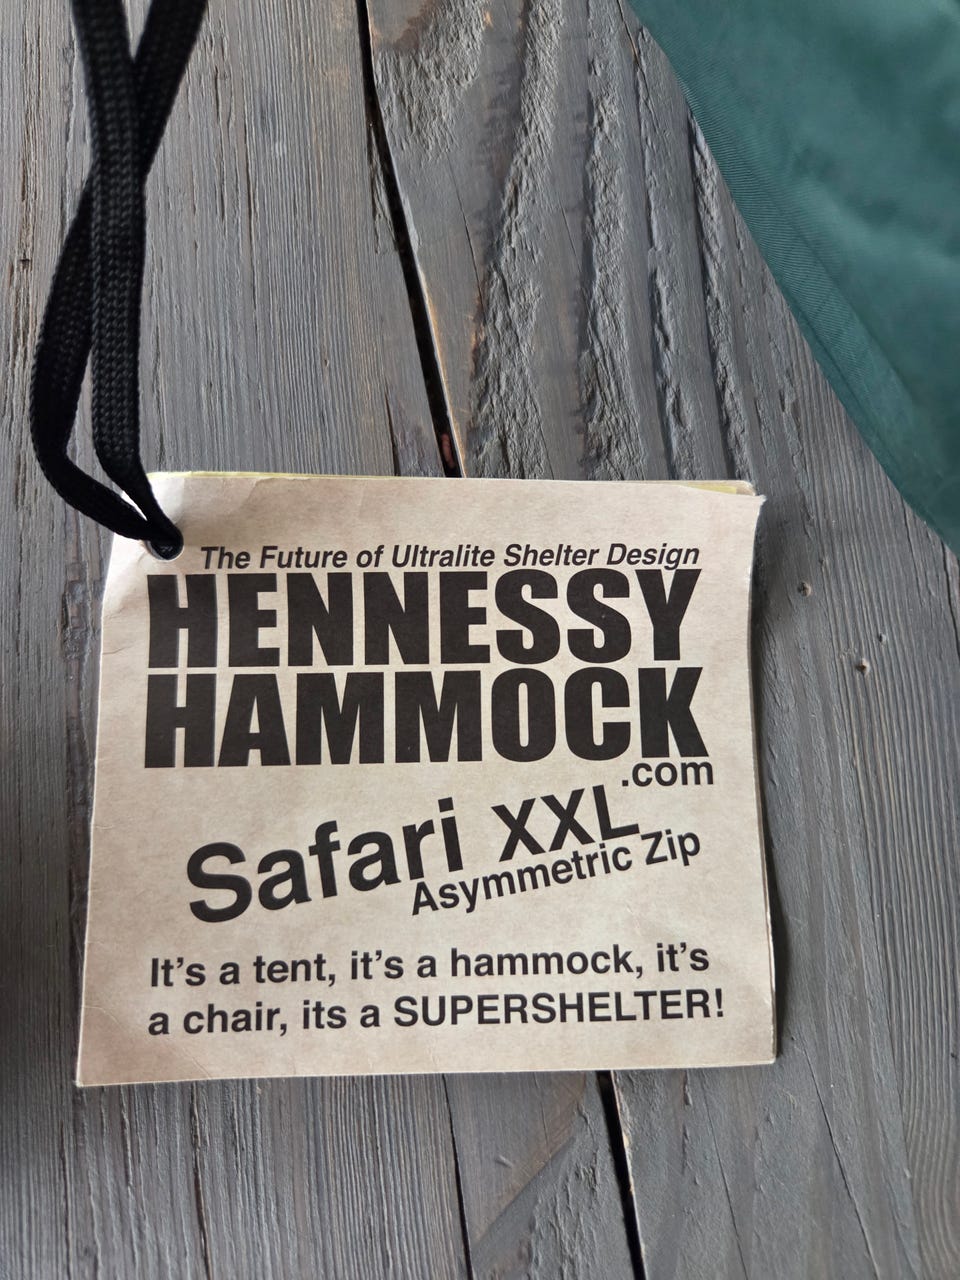 The Future of Ultralite Shelter Design
HENNESSY
HAMMOCK
.com
Safari XXL
Asymmetric Zip
It's a tent, it's a hammock, it's
a chair, its a SUPERSHELTER!